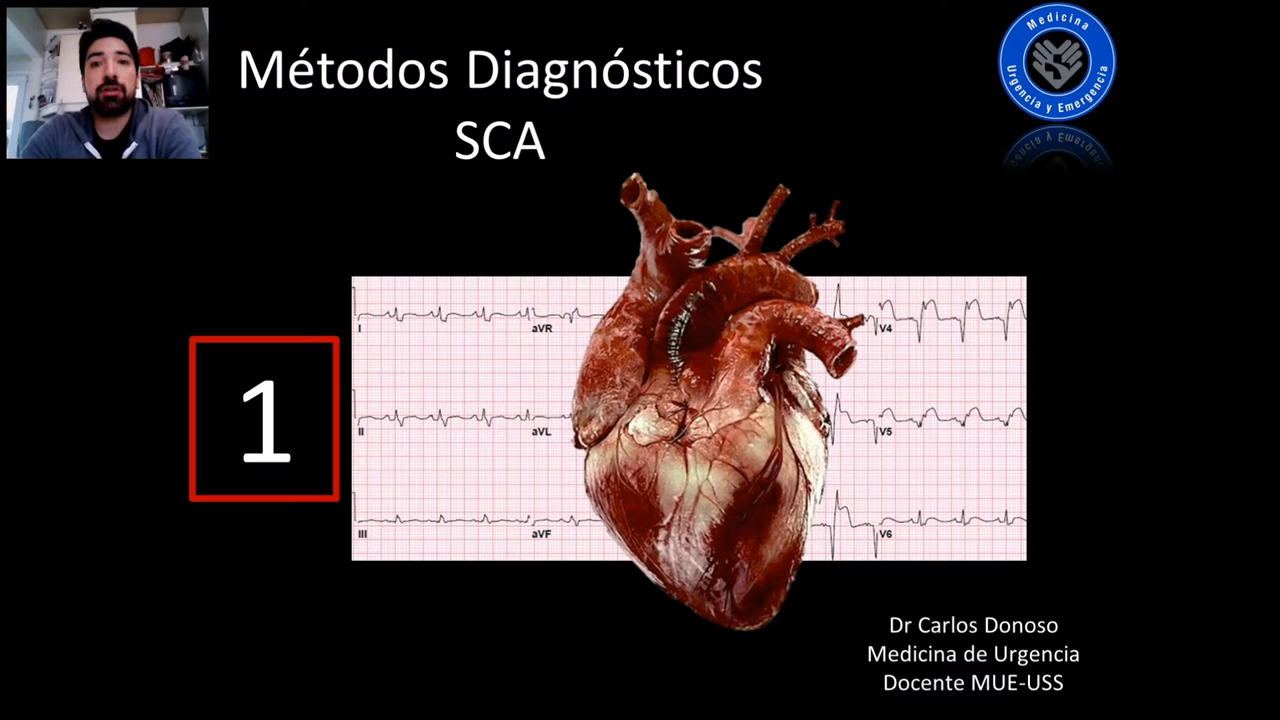 Métodos Diagnósticos
SCA
Medicina
Urgencia y Emergencia
1
I
aVR
V4
II
aVL
V5
III
aVF
V6
Dr Carlos Donoso
Medicina de Urgencia
Docente MUE-USS